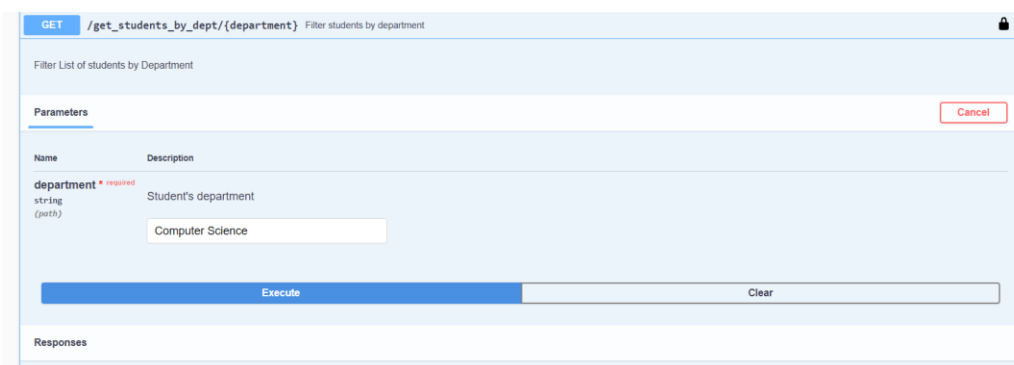 GET /get_students_by_dept/{department} Filter students by department
Filter List of students by Department
Parameters
Cancel
Name Description
department * required
string
(path)
Student's department
Computer Science
Execute Clear
Responses